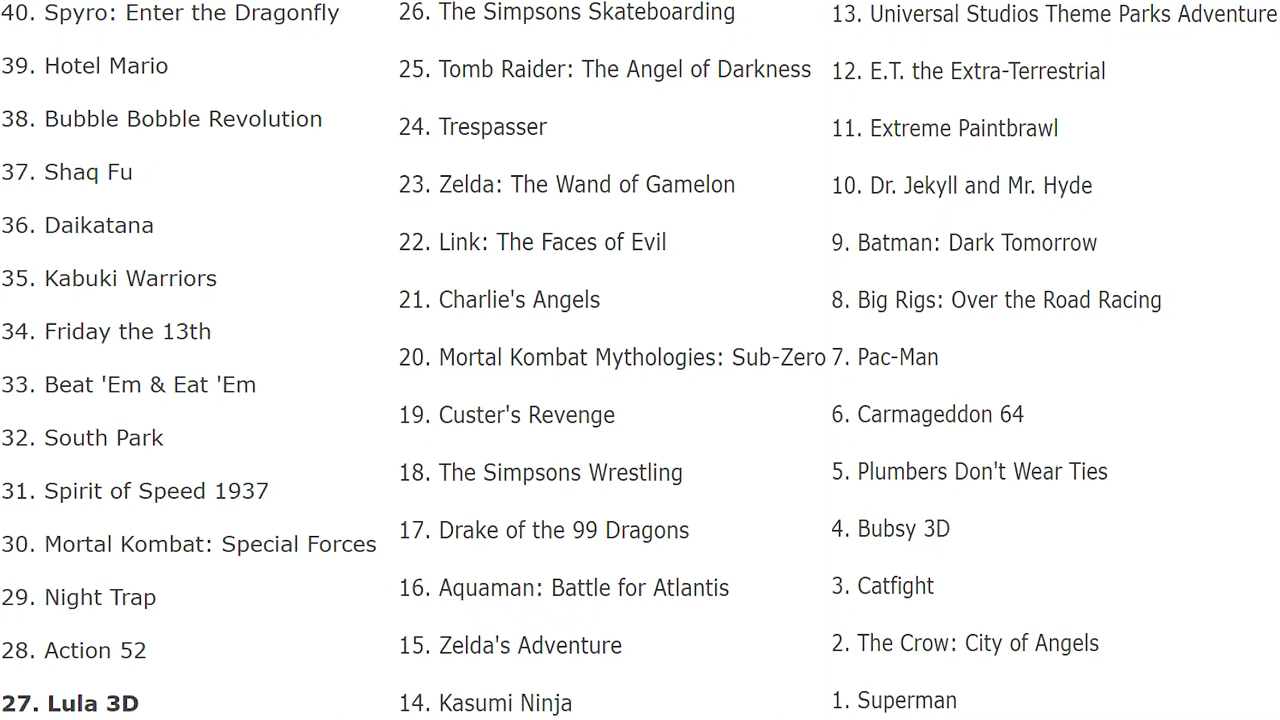 40. Spyro: Enter the Dragonfly
39. Hotel Mario
38. Bubble Bobble Revolution
37. Shaq Fu
36. Daikatana
35. Kabuki Warriors
34. Friday the 13th
33. Beat 'Em & Eat 'Em
32. South Park
31. Spirit of Speed 1937
30. Mortal Kombat: Special Forces
29. Night Trap
28. Action 52
27. Lula 3D
26. The Simpsons Skateboarding
25. Tomb Raider: The Angel of Darkness
24. Trespasser
23. Zelda: The Wand of Gamelon
22. Link: The Faces of Evil
21. Charlie's Angels
20. Mortal Kombat Mythologies: Sub-Zero
19. Custer's Revenge
18. The Simpsons Wrestling
17. Drake of the 99 Dragons
16. Aquaman: Battle for Atlantis
15. Zelda's Adventure
14. Kasumi Ninja
13. Universal Studios Theme Parks Adventure
12. E.T. the Extra-Terrestrial
11. Extreme Paintbrawl
10. Dr. Jekyll and Mr. Hyde
9. Batman: Dark Tomorrow
8. Big Rigs: Over the Road Racing
7. Pac-Man
6. Carmageddon 64
5. Plumbers Don't Wear Ties
4. Bubsy 3D
3. Catfight
2. The Crow: City of Angels
1. Superman